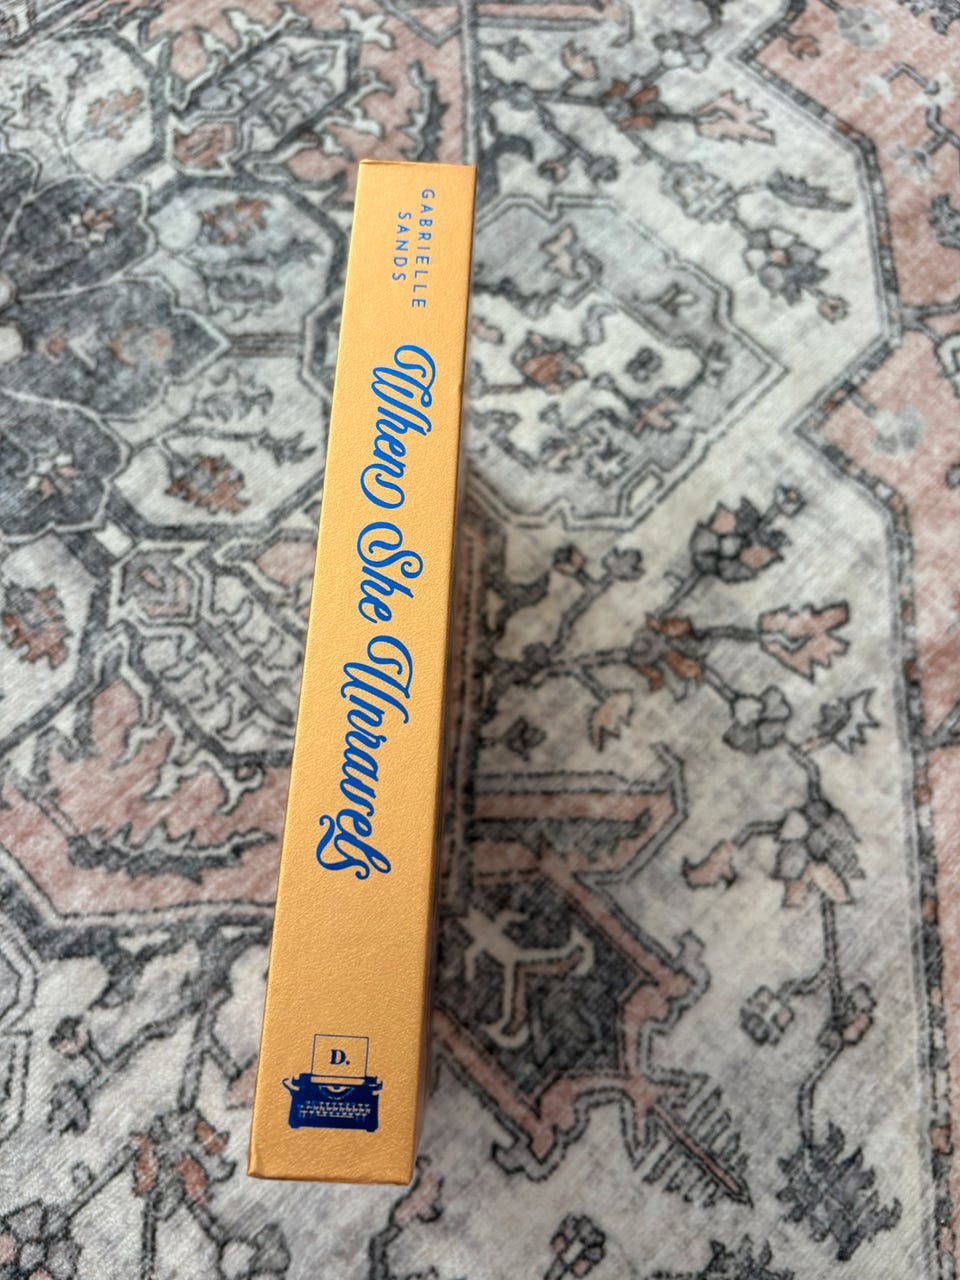 GABRIELLE
SANDS
When She Unravels
D.